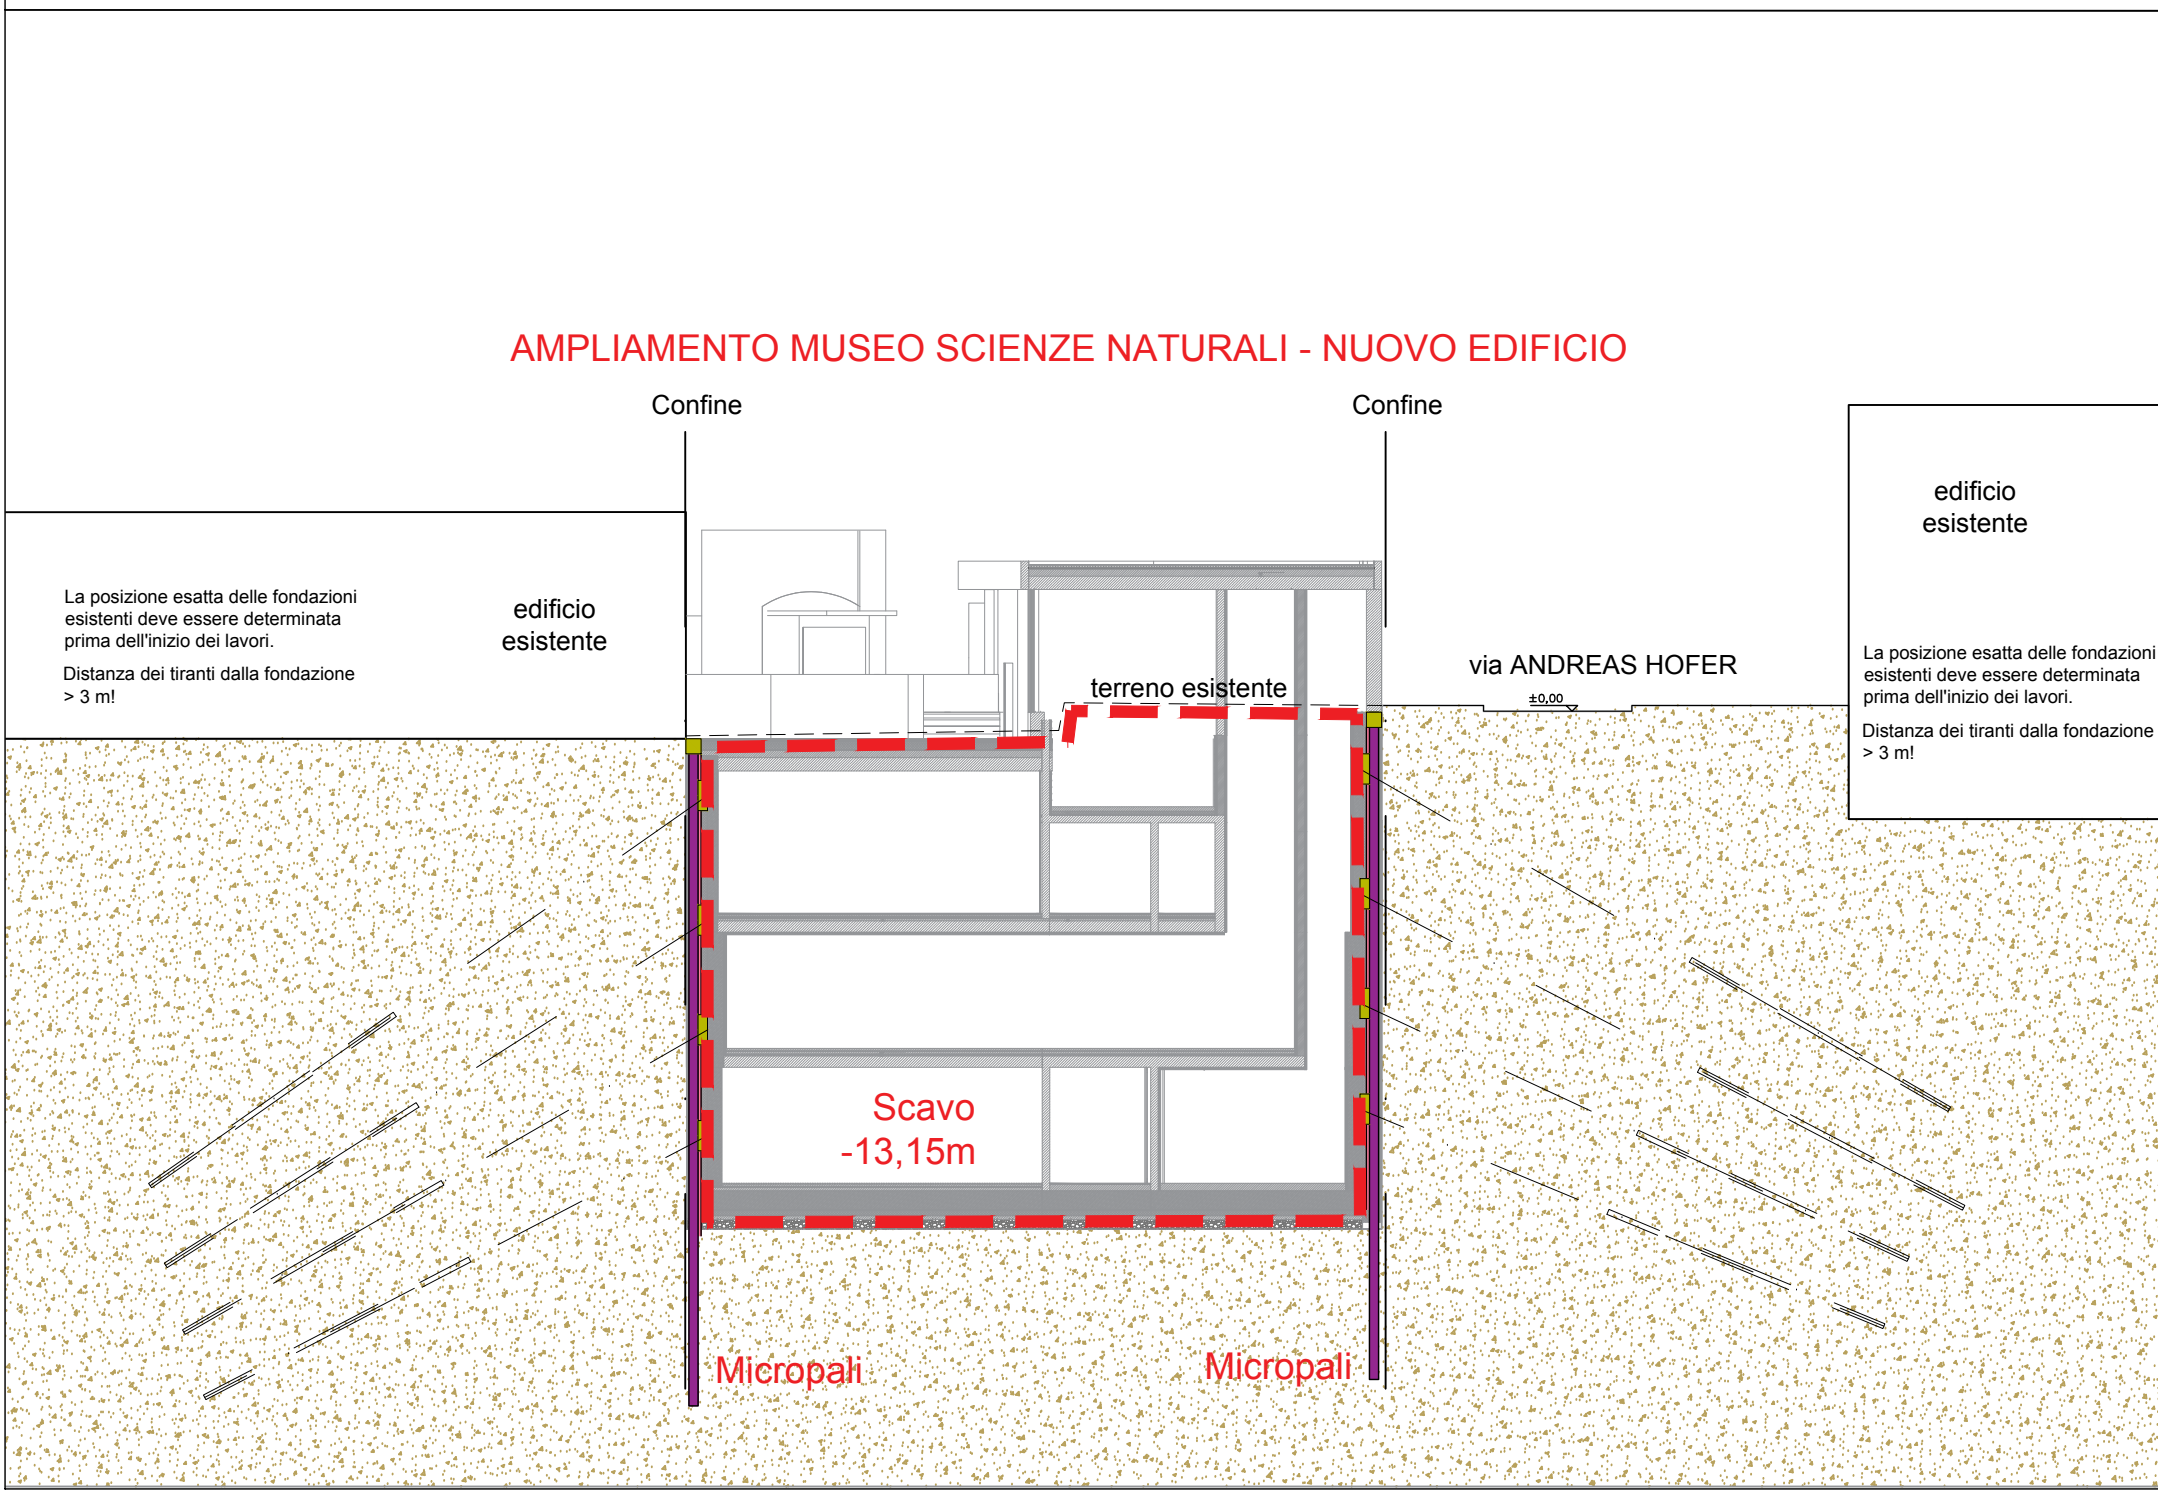 AMPLIAMENTO MUSEO SCIENZE NATURALI - NUOVO EDIFICIO
Confine
Confine
edificio
esistente
La posizione esatta delle fondazioni
esistenti deve essere determinata
prima dell'inizio dei lavori.
Distanza dei tiranti dalla fondazione
> 3 m!
edificio
esistente
La posizione esatta delle fondazioni
esistenti deve essere determinata
prima dell'inizio dei lavori.
Distanza dei tiranti dalla fondazione
> 3 m!
via ANDREAS HOFER
±0,00
terreno esistente
Scavo
-13,15m
Micropali
Micropali